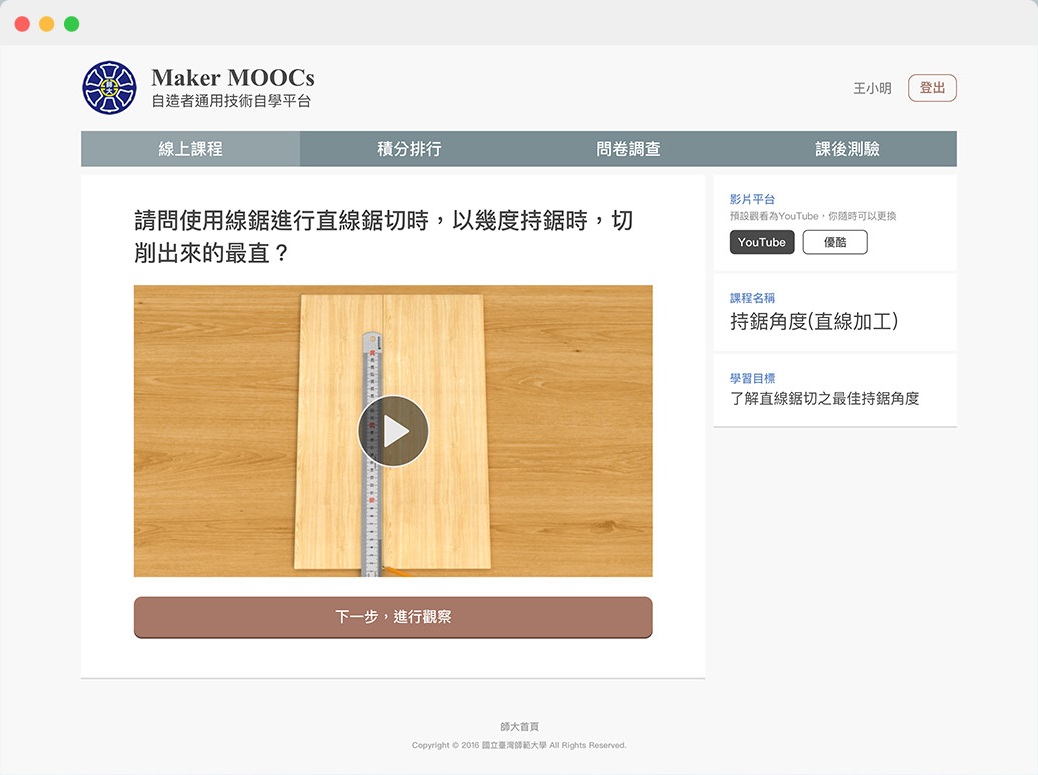 師大
Maker MOOCs
自造者通用技術自學平台
王小明
登出
線上課程
積分排行
問卷調查
課後測驗
請問使用線鋸進行直線鋸切時，以幾度持鋸時，切
削出來的最直？
下一步，進行觀察
影片平台
預設觀看為YouTube，你隨時可以更換
YouTube
優酷
課程名稱
持鋸角度(直線加工)
學習目標
了解直線鋸切之最佳持鋸角度
師大首頁
Copyright © 2016 國立臺灣師範大學 All Rights Reserved.